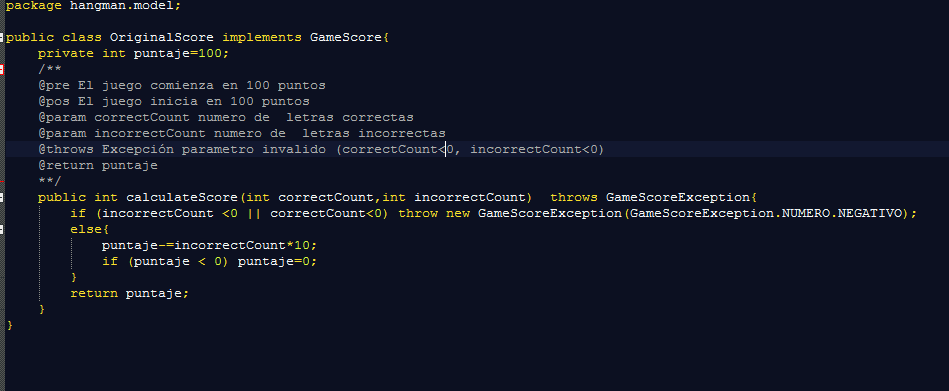 package hangman.model;
public class OriginalScore implements GameScore{
private int puntaje=100;
/**
@pre El juego comienza en 100 puntos
@pos El juego inicia en 100 puntos
@param correctCount numero de  letras correctas
@param incorrectCount numero de  letras incorrectas
@throws Excepción parametro invalido (correctCount<0, incorrectCount<0)
@return puntaje
**/
public int calculateScore(int correctCount,int incorrectCount)  throws GameScoreException{
if (incorrectCount <0 || correctCount<0) throw new GameScoreException(GameScoreException.NUMERO.NEGATIVO);
else{
puntaje-=incorrectCount*10;
if (puntaje < 0) puntaje=0;
}
return puntaje;
}
}